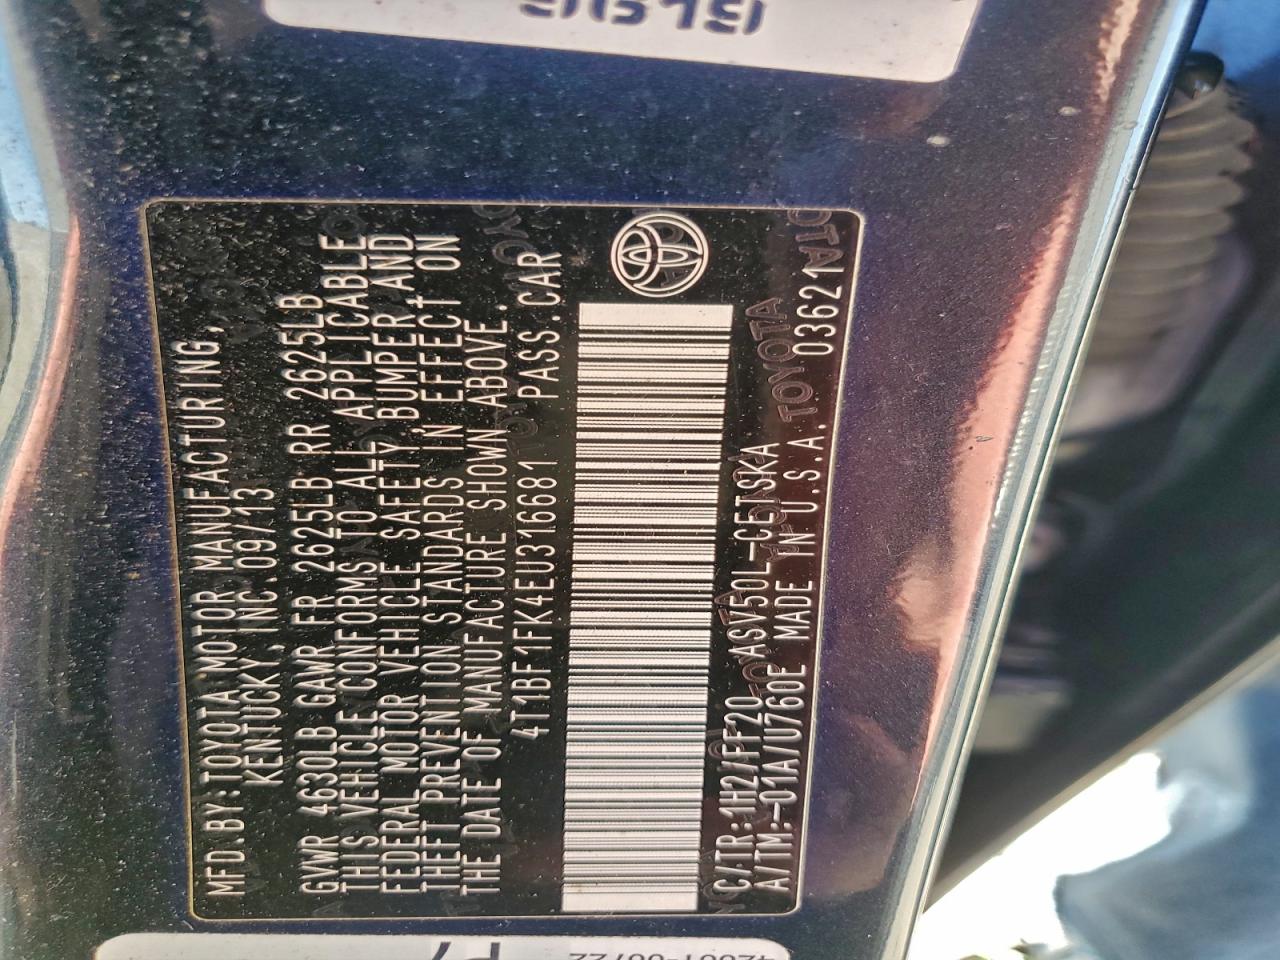 MFD.BY:TOYOTA MOTOR MANUFACTURING,
KENTUCKY,INC.09/13
GVWR 4630LB GAWR FR 2625LB RR 2625LB
THIS VEHICLE CONFORMS TO ALL APPLICABLE
FEDERAL MOTOR VEHICLE SAFETY,BUMPER,AND
THEFT PREVENTION STANDARDS IN EFFECT ON
THE DATE OF MANUFACTURE SHOWN ABOVE.
4T1BF1FK4EU316681 PASS.CAR
C/TR:1H2/FF20 ASV50L-CETSKA
A/TM:-01A/U760E MADE IN U.S.A. 03621
TOYOTA